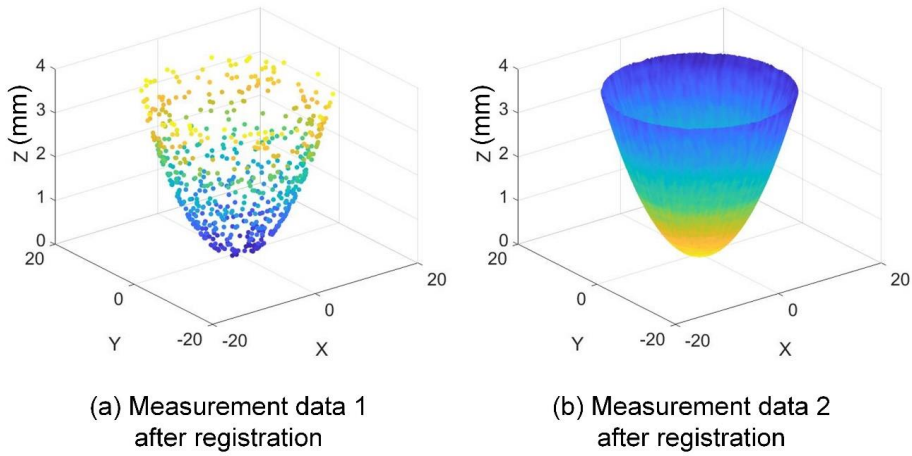 4
3
2
1
0
z (mm)
20
0
-20
Y
-20
0
20
X
(a) Measurement data 1
after registration
4
3
2
1
0
z (mm)
20
0
-20
Y
-20
0
20
X
(b) Measurement data 2
after registration